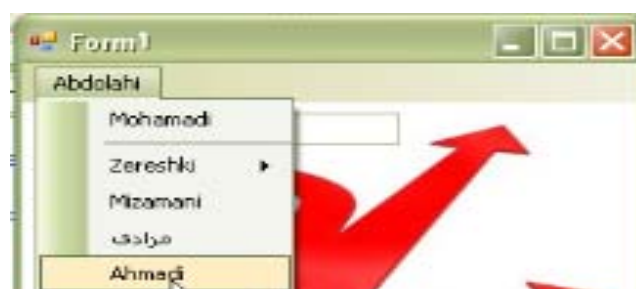 Form1
Abdolahi
Mohamadi
Zereshki
Mizamani
مرادی
Ahmadi